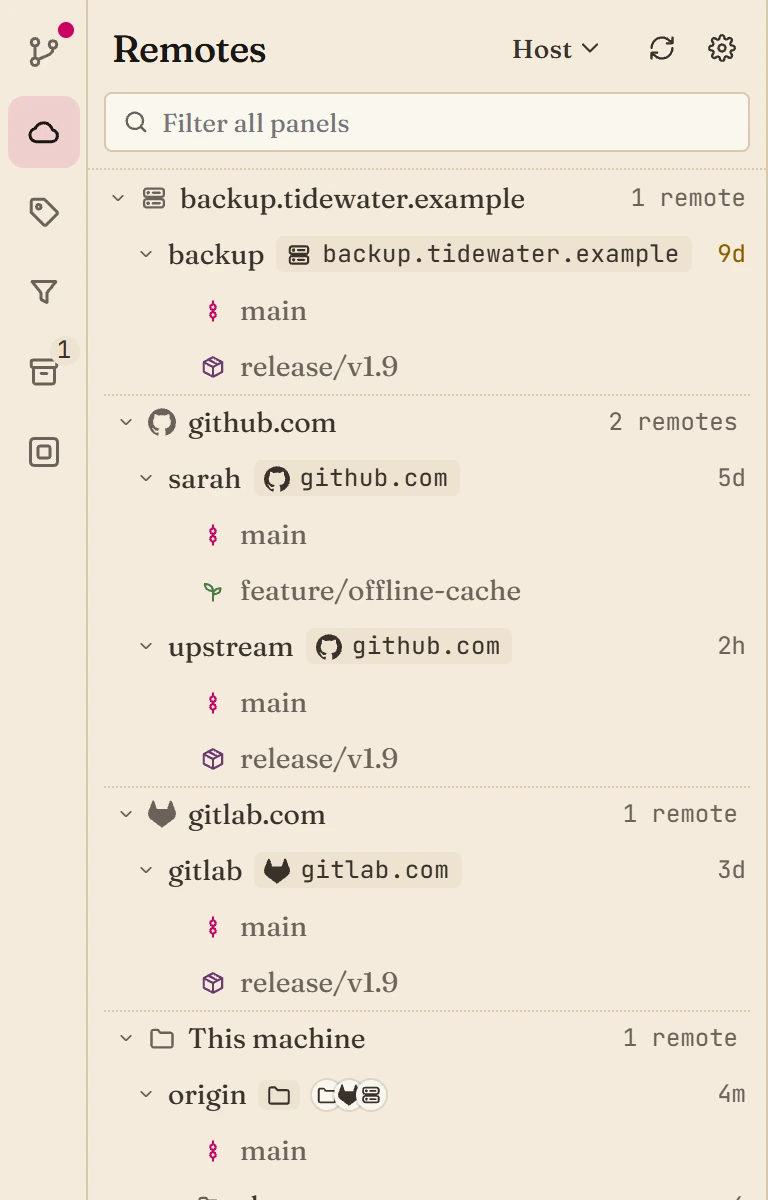 Remotes Host
Filter all panels
backup.tidewater.example 1 remote
backup backup.tidewater.example 9d
main
release/v1.9
1
github.com 2 remotes
sarah github.com 5d
main
feature/offline-cache
upstream github.com 2h
main
release/v1.9
gitlab.com 1 remote
gitlab gitlab.com 3d
main
release/v1.9
This machine 1 remote
origin 4m
main